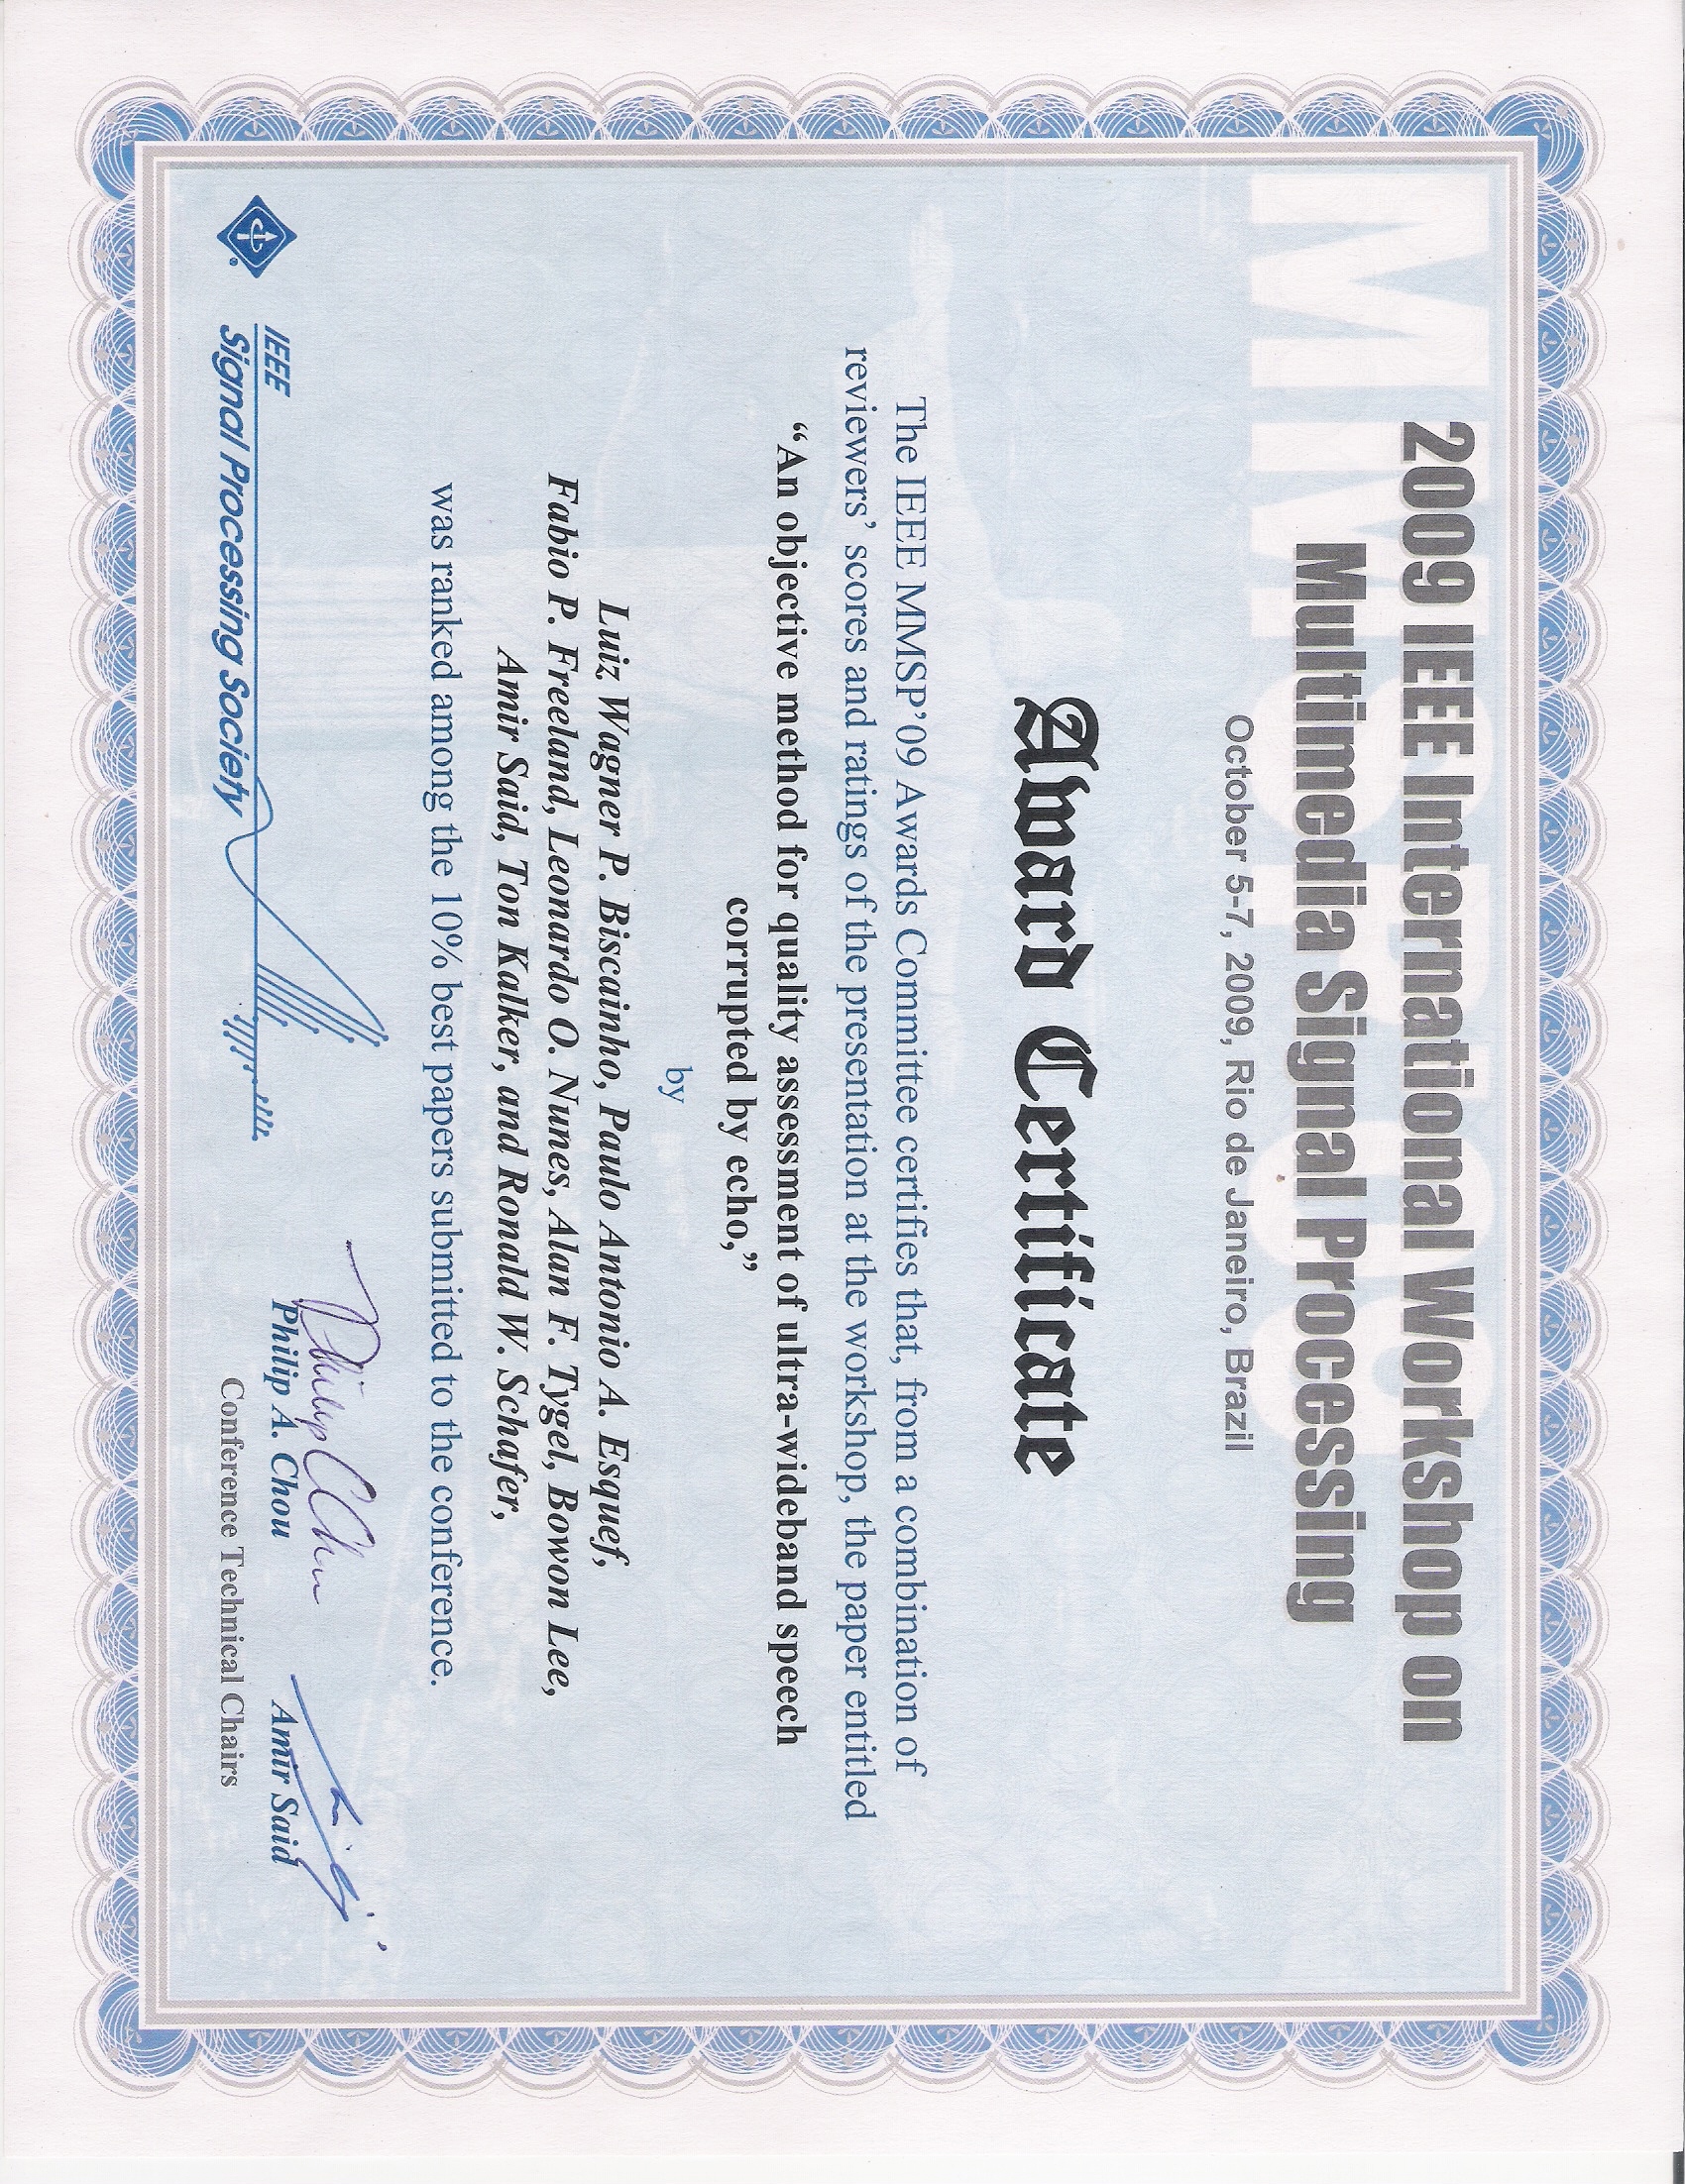 MMSP'09
2009 IEEE International Workshop on
Multimedia Signal Processing
October 5-7, 2009, Rio de Janeiro, Brazil
Award Certificate
The IEEE MMSP’09 Awards Committee certifies that, from a combination of
reviewers’ scores and ratings of the presentation at the workshop, the paper entitled
“An objective method for quality assessment of ultra-wideband speech
corrupted by echo,”
by
Luiz Wagner P. Biscainho, Paulo Antonio A. Esquef,
Fabio P. Freeland, Leonardo O. Nunes, Alan F. Tygel, Bowon Lee,
Amir Said, Ton Kalker, and Ronald W. Schafer,
was ranked among the 10% best papers submitted to the conference.
IEEE
Signal Processing Society
Philip A. Chou
Amir Said
Conference Technical Chairs